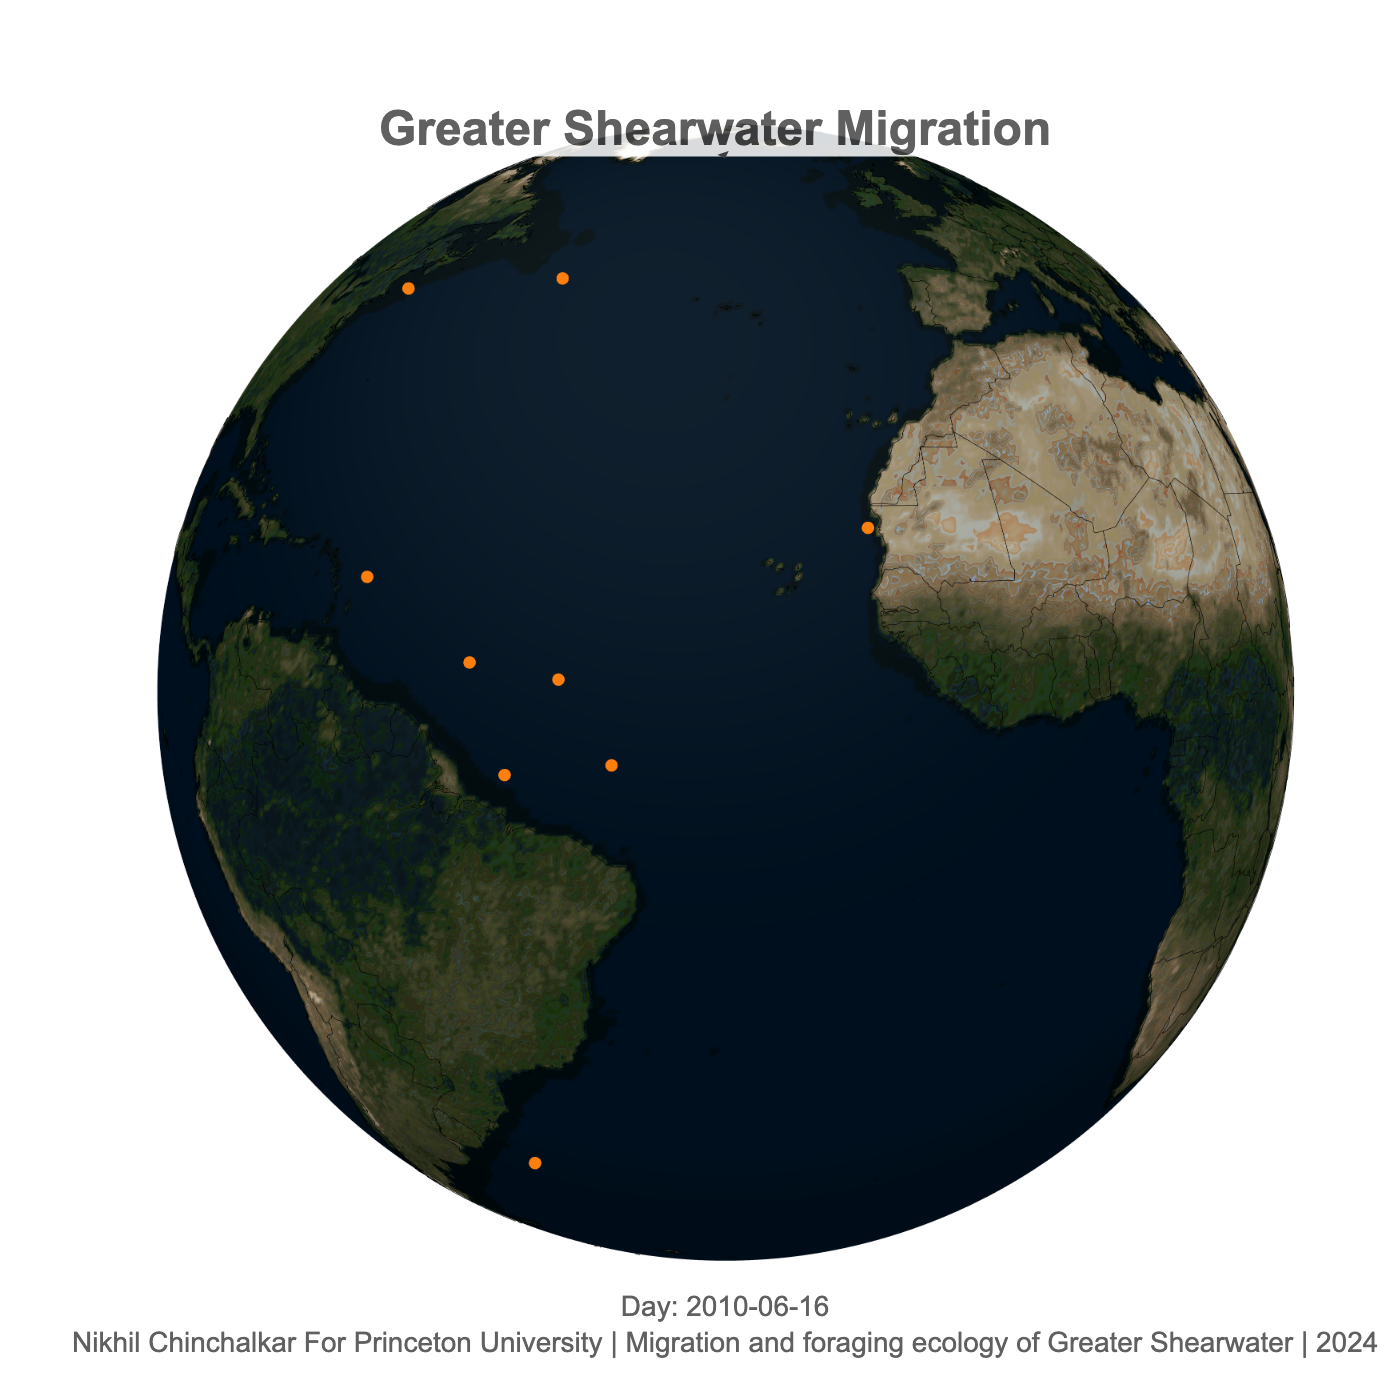 Greater Shearwater Migration
Day: 2010-06-16
Nikhil Chinchalkar For Princeton University | Migration and foraging ecology of Greater Shearwater | 2024